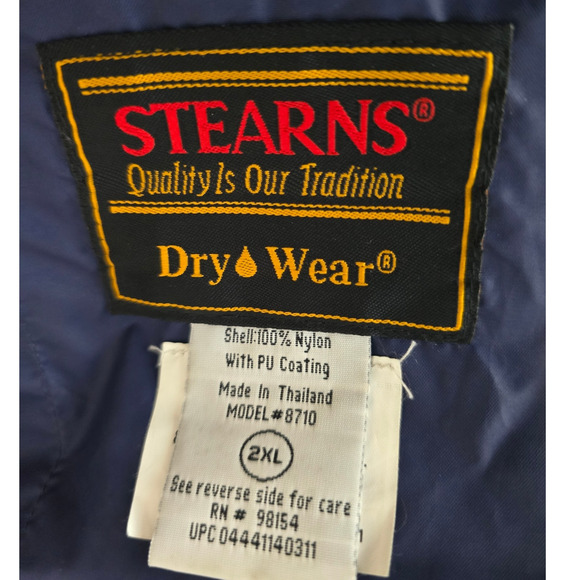 STEARNS®
Quality Is Our Tradition
Dry Wear®
Shell:100% Nylon
With PU Coating
Made In Thailand
MODEL#8710
2XL
See reverse side for care
RN # 98154
UPC 04441140311